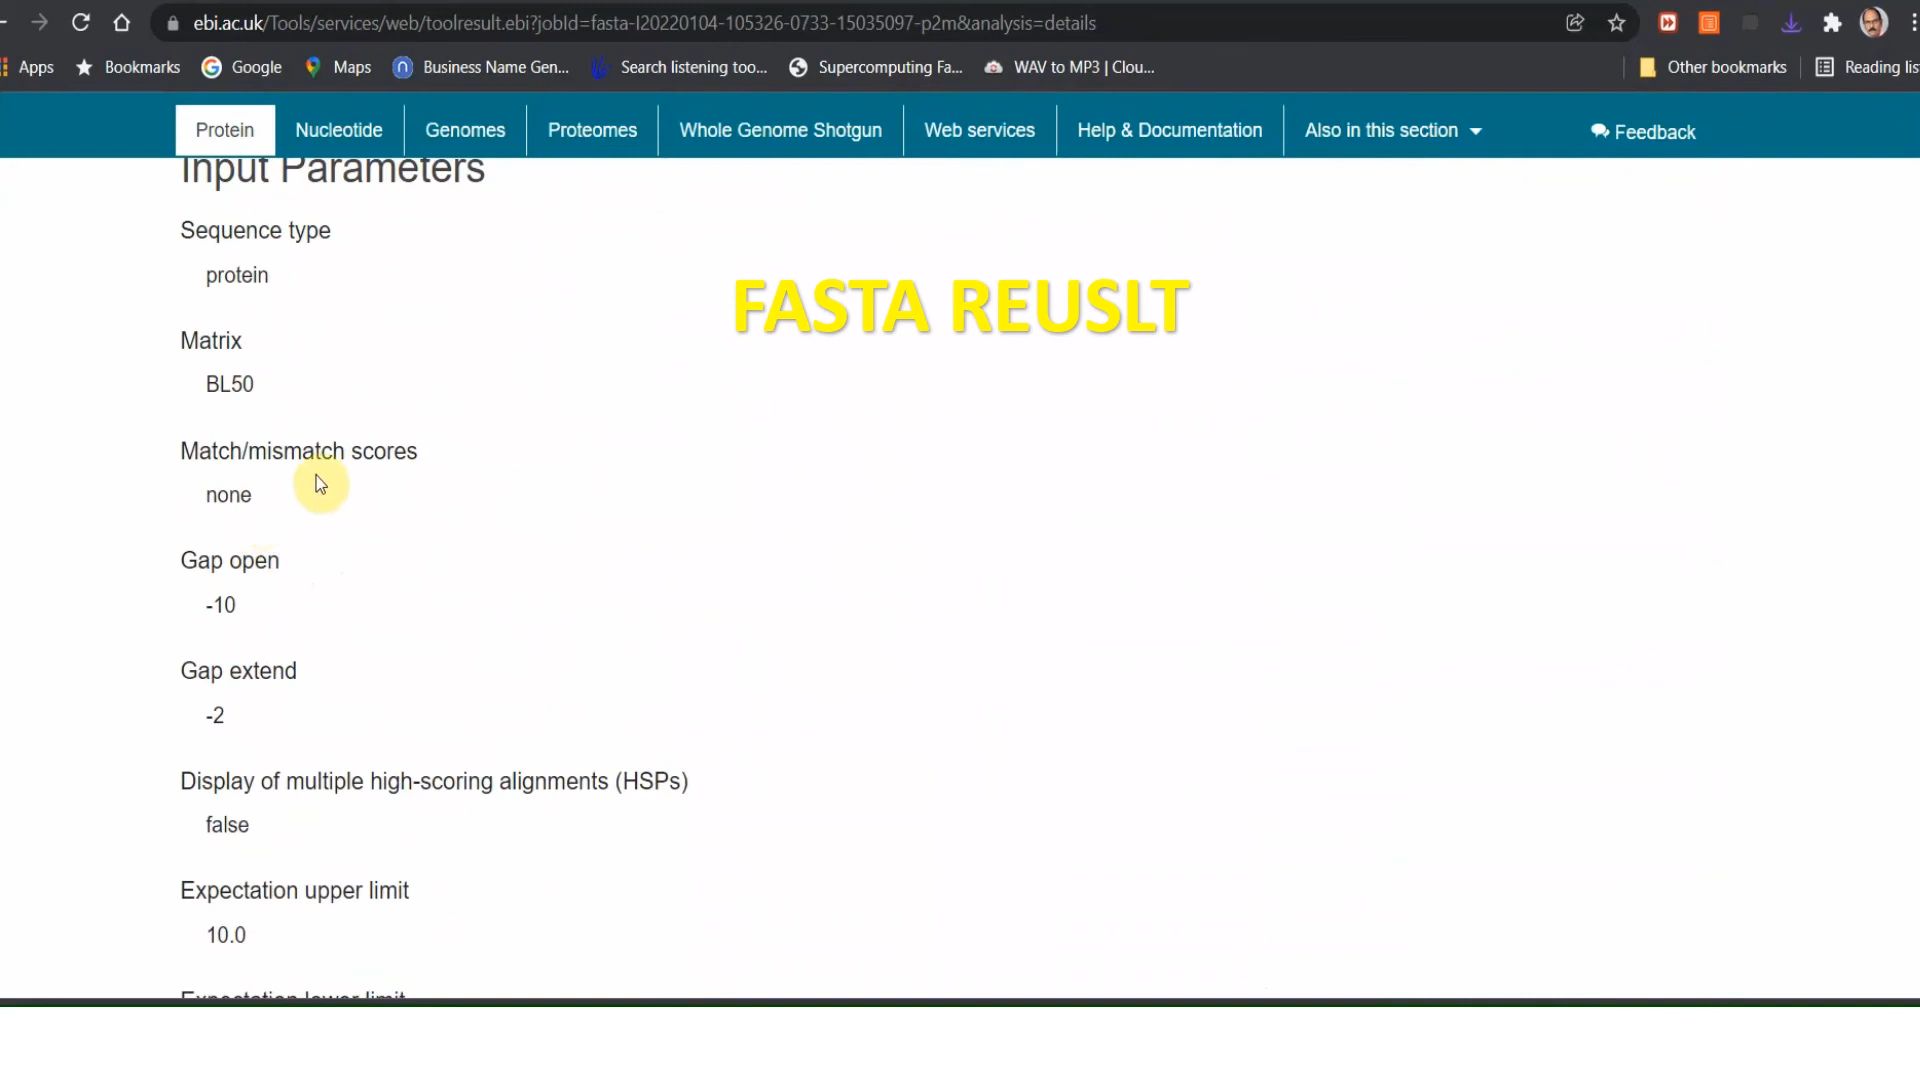 ebi.ac.uk/Tools/services/web/toolresult.ebi?jobId=fasta-I20220104-105326-0733-15035097-p2m&analysis=details
Apps Bookmarks Google Maps Business Name Gen... Search listening too... Supercomputing Fa... WAV to MP3 | Clou... Other bookmarks Reading lis
Protein Nucleotide Genomes Proteomes Whole Genome Shotgun Web services Help & Documentation Also in this section Feedback
Input Parameters
Sequence type
protein
FASTA REUSLT
Matrix
BL50
Match/mismatch scores
none
Gap open
-10
Gap extend
-2
Display of multiple high-scoring alignments (HSPs)
false
Expectation upper limit
10.0
Expectation lower limit